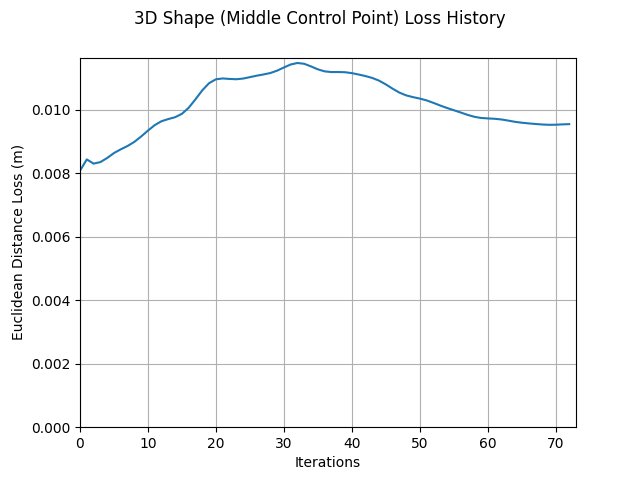 3D Shape (Middle Control Point) Loss History
Euclidean Distance Loss (m)
0.010
0.008
0.006
0.004
0.002
0.000
0 10 20 30 40 50 60 70
Iterations